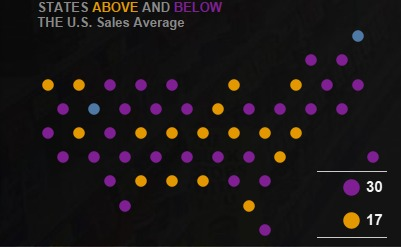 STATES ABOVE AND BELOW
THE U.S. Sales Average
30
17